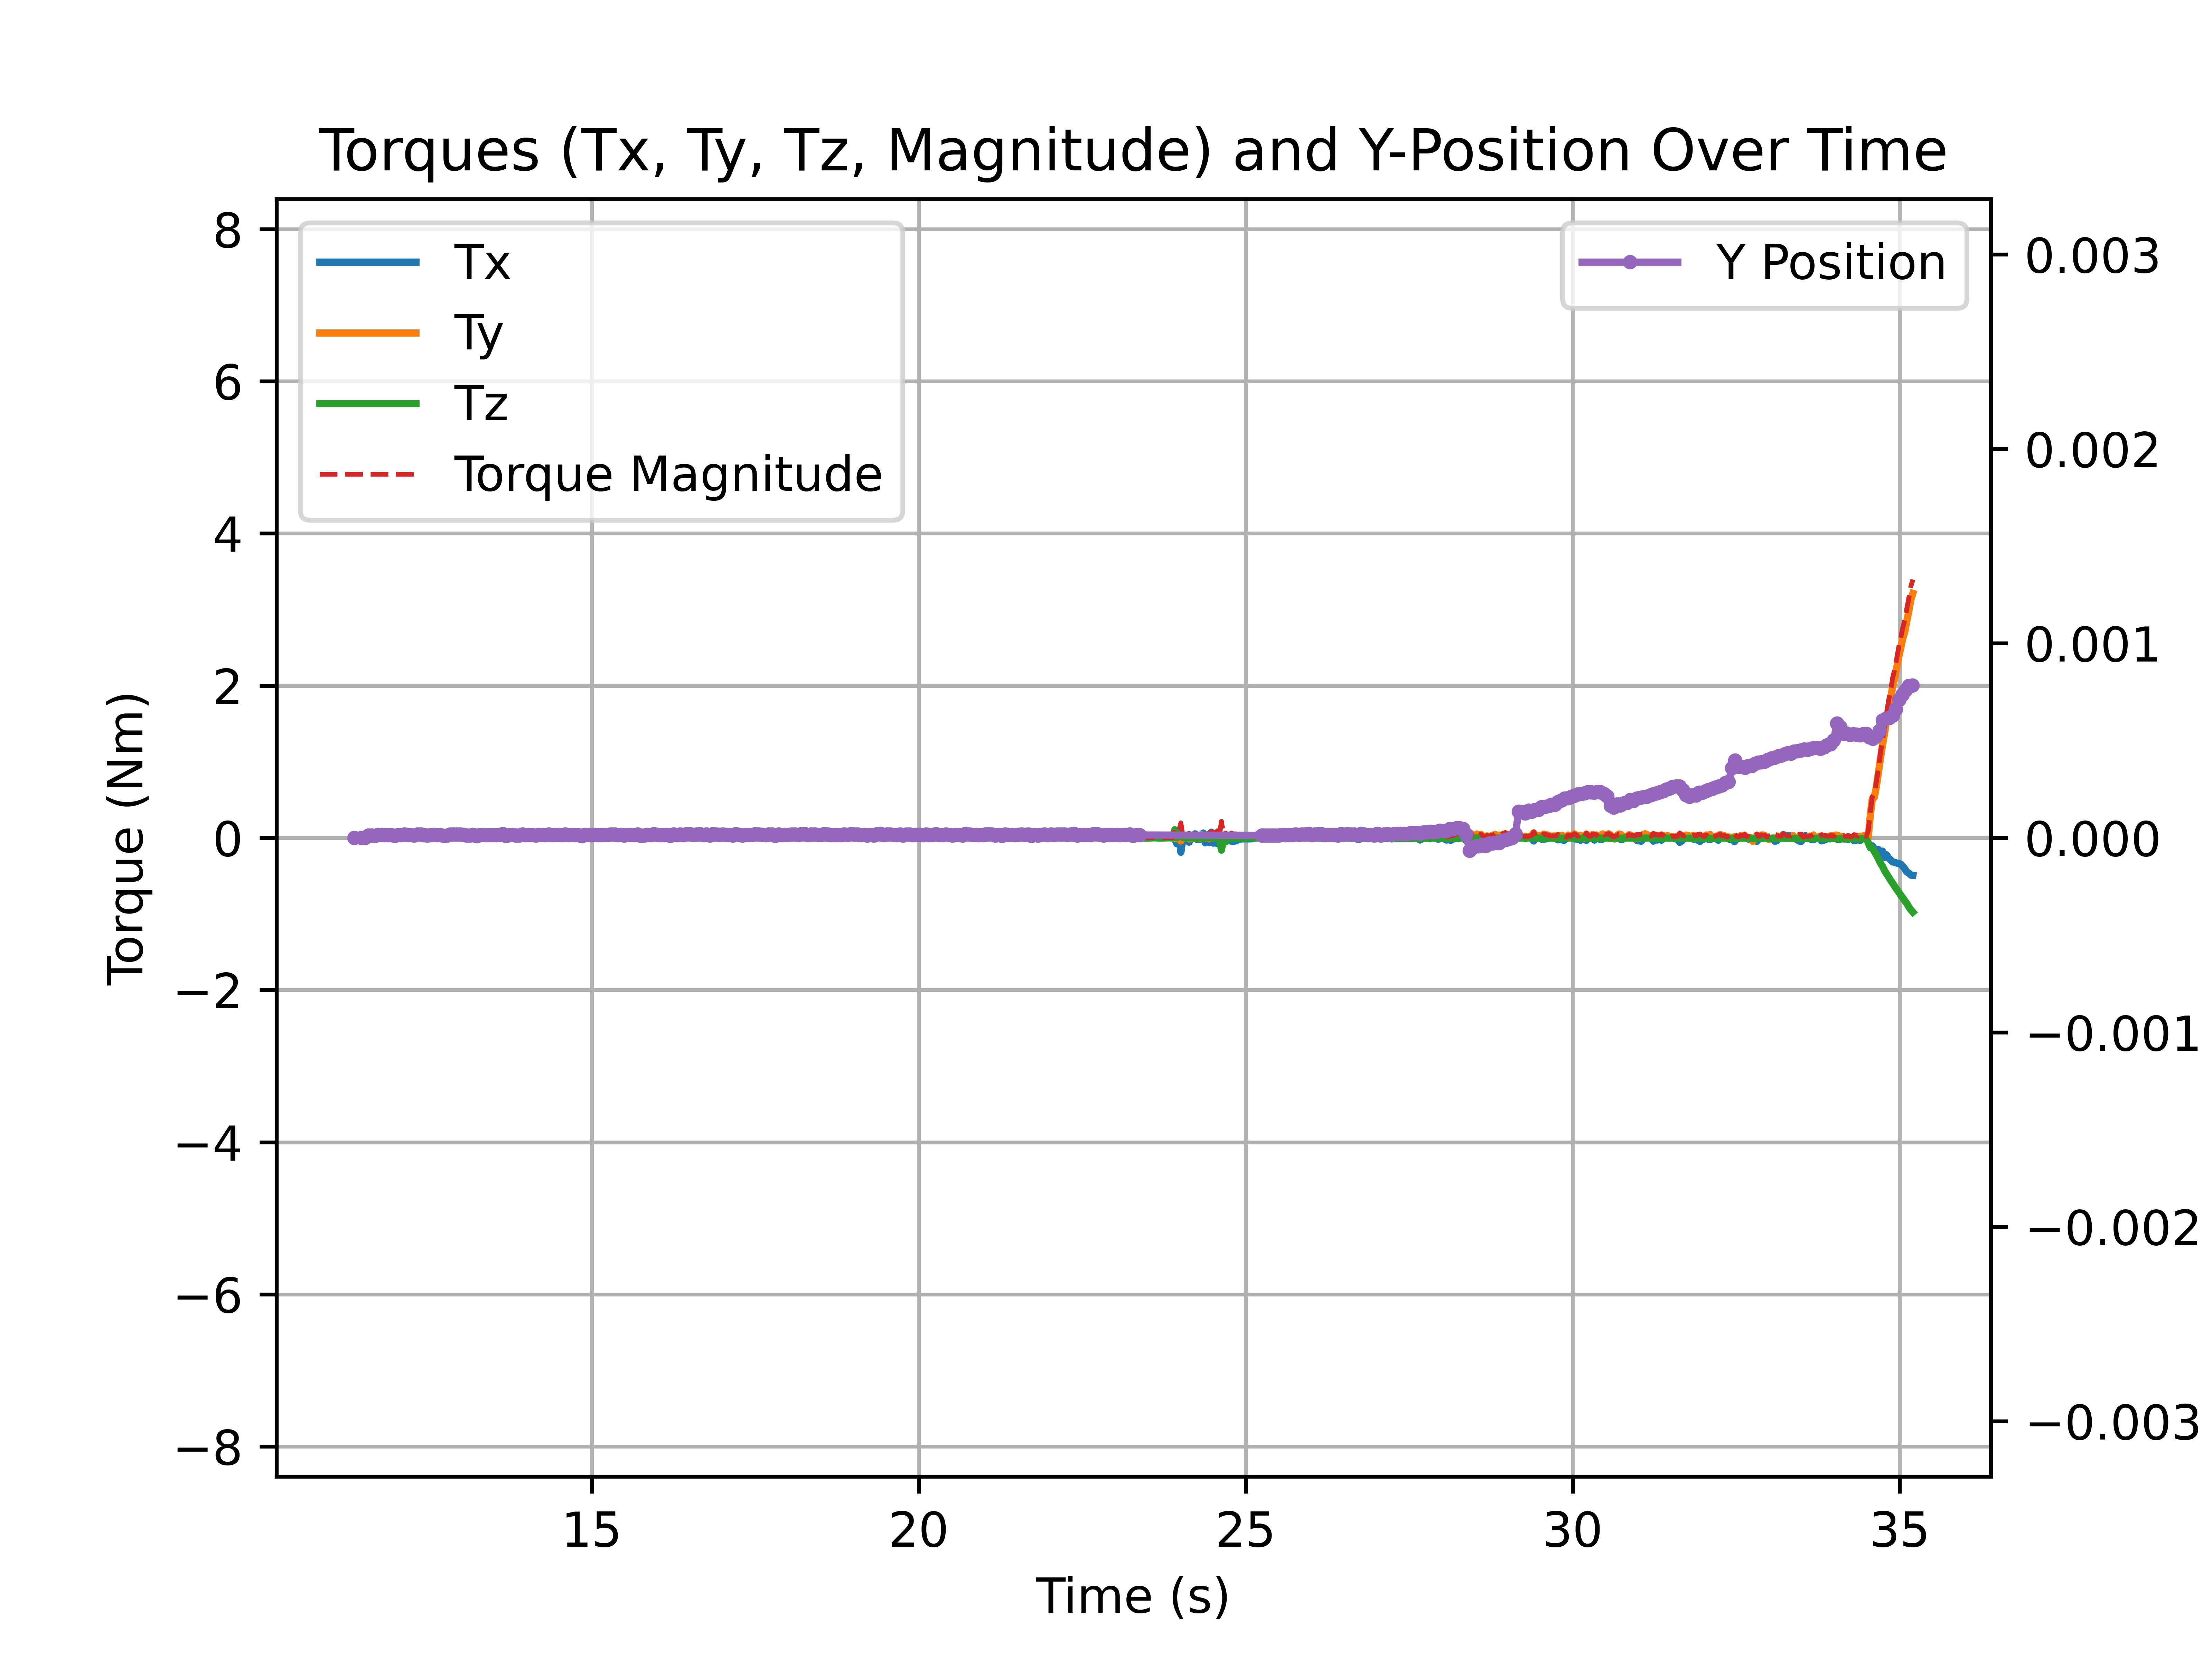 Torques (Tx, Ty, Tz, Magnitude) and Y-Position Over Time
Tx
Ty
Tz
Torque Magnitude
Y Position
Torque (Nm)
8
6
4
2
0
−2
−4
−6
−8
0.003
0.002
0.001
0.000
−0.001
−0.002
−0.003
15 20 25 30 35
Time (s)